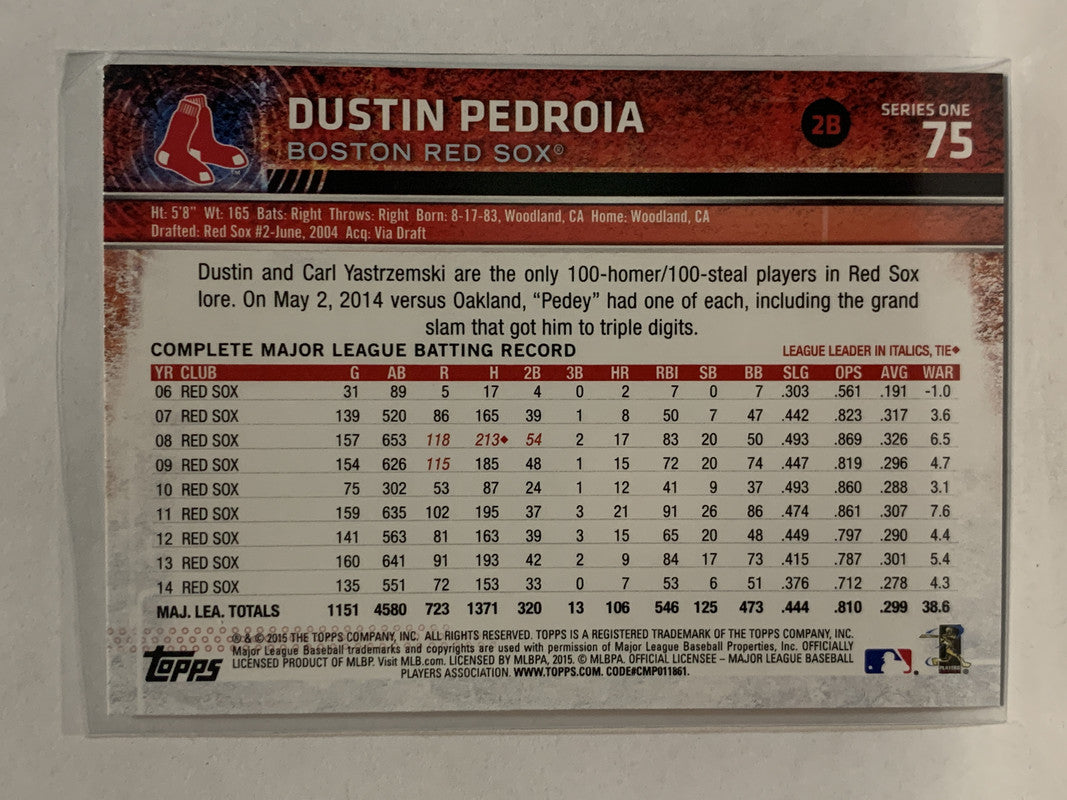 DUSTIN PEDROIA
BOSTON RED SOX®
2B
SERIES ONE
75
Ht: 5'8" Wt: 165 Bats: Right Throws: Right Born: 8-17-83, Woodland, CA Home: Woodland, CA
Drafted: Red Sox #2-June, 2004 Acq: Via Draft
Dustin and Carl Yastrzemski are the only 100-homer/100-steal players in Red Sox
lore. On May 2, 2014 versus Oakland, “Pedey” had one of each, including the grand
slam that got him to triple digits.
COMPLETE MAJOR LEAGUE BATTING RECORD LEAGUE LEADER IN ITALICS, TIE◆
YR CLUB G AB R H 2B 3B HR RBI SB BB SLG OPS AVG WAR
06 RED SOX 31 89 5 17 4 0 2 7 0 7 .303 .561 .191 -1.0
07 RED SOX 139 520 86 165 39 1 8 50 7 47 .442 .823 .317 3.6
08 RED SOX 157 653 118 213◆ 54 2 17 83 20 50 .493 .869 .326 6.5
09 RED SOX 154 626 115 185 48 1 15 72 20 74 .447 .819 .296 4.7
10 RED SOX 75 302 53 87 24 1 12 41 9 37 .493 .860 .288 3.1
11 RED SOX 159 635 102 195 37 3 21 91 26 86 .474 .861 .307 7.6
12 RED SOX 141 563 81 163 39 3 15 65 20 48 .449 .797 .290 4.4
13 RED SOX 160 641 91 193 42 2 9 84 17 73 .415 .787 .301 5.4
14 RED SOX 135 551 72 153 33 0 7 53 6 51 .376 .712 .278 4.3
MAJ. LEA. TOTALS 1151 4580 723 1371 320 13 106 546 125 473 .444 .810 .299 38.6
® & © 2015 THE TOPPS COMPANY, INC. ALL RIGHTS RESERVED. TOPPS IS A REGISTERED TRADEMARK OF THE TOPPS COMPANY, INC.
Major League Baseball trademarks and copyrights are used with permission of Major League Baseball Properties, Inc. OFFICIALLY
LICENSED PRODUCT OF MLBP. Visit MLB.com. LICENSED BY MLBPA, 2015. © MLBPA. OFFICIAL LICENSEE – MAJOR LEAGUE BASEBALL
PLAYERS ASSOCIATION. WWW.TOPPS.COM. CODE#CMP011861.
TOPPS
PLAYERS